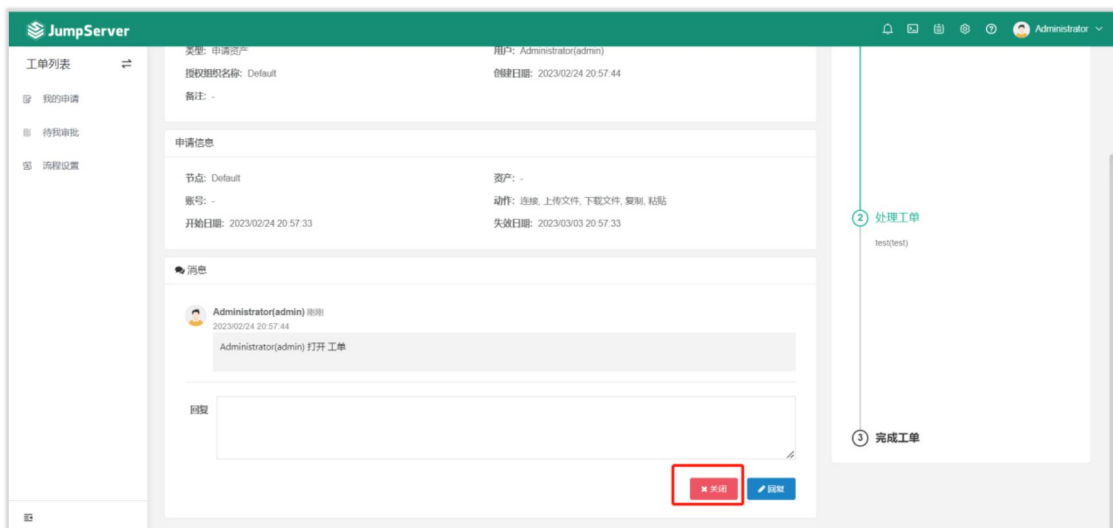 JumpServer
Administrator
工单列表
我的申请
待我审批
流程设置
类型: 申请资产
用户: Administrator(admin)
授权组织名称: Default
创建日期: 2023/02/24 20:57:44
备注: -
申请信息
节点: Default
资产: -
账号: -
动作: 连接, 上传文件, 下载文件, 复制, 粘贴
开始日期: 2023/02/24 20:57:33
失效日期: 2023/03/03 20:57:33
消息
Administrator(admin) 刚刚
2023/02/24 20:57:44
Administrator(admin) 打开 工单
回复
关闭
回复
2 处理工单
test(test)
3 完成工单